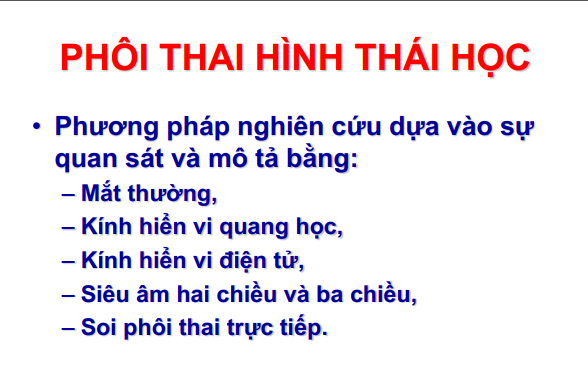 PHÔI THAI HÌNH THÁI HỌC
• Phương pháp nghiên cứu dựa vào sự
quan sát và mô tả bằng:
– Mắt thường,
– Kính hiển vi quang học,
– Kính hiển vi điện tử,
– Siêu âm hai chiều và ba chiều,
– Soi phôi thai trực tiếp.